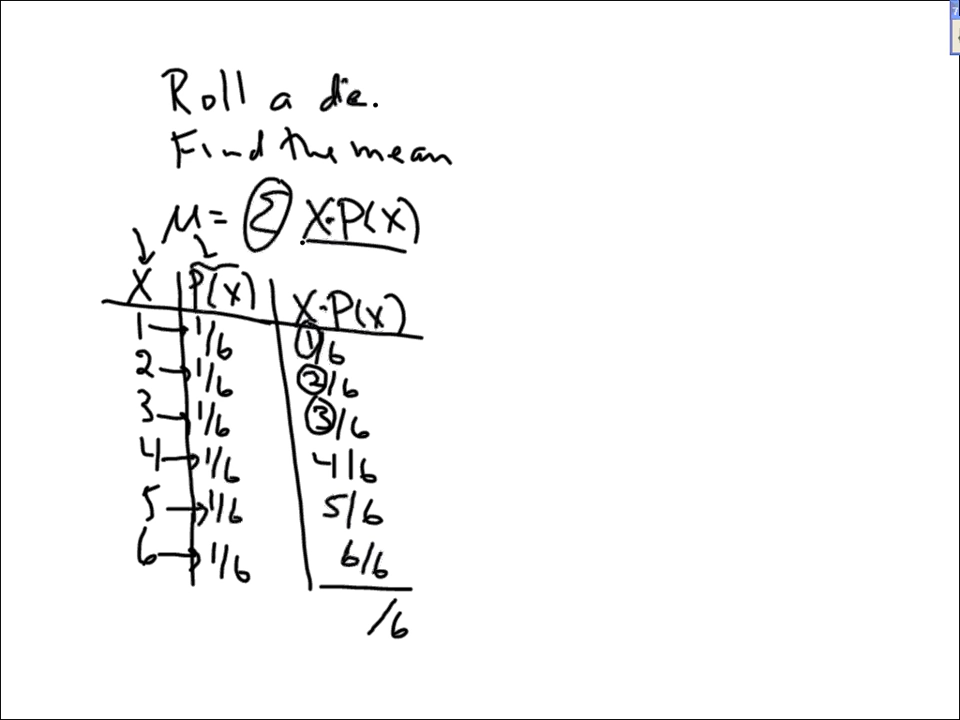 Roll a die.
Find the mean
μ = Σ X·P(X)
X P(X) X·P(X)
1 1/6 1/6
2 1/6 2/6
3 1/6 3/6
4 1/6 4/6
5 1/6 5/6
6 1/6 6/6
/6